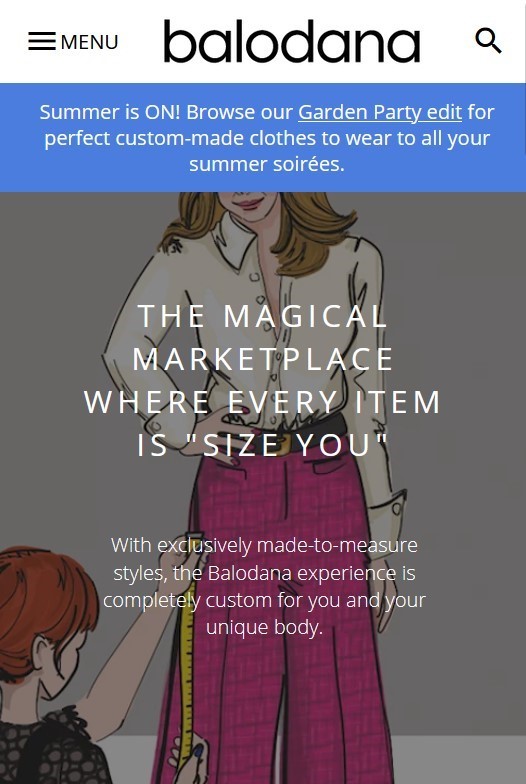 MENU
balodana
Summer is ON! Browse our Garden Party edit for
perfect custom-made clothes to wear to all your
summer soirées.
THE MAGICAL
MARKETPLACE
WHERE EVERY ITEM
IS "SIZE YOU"
With exclusively made-to-measure
styles, the Balodana experience is
completely custom for you and your
unique body.